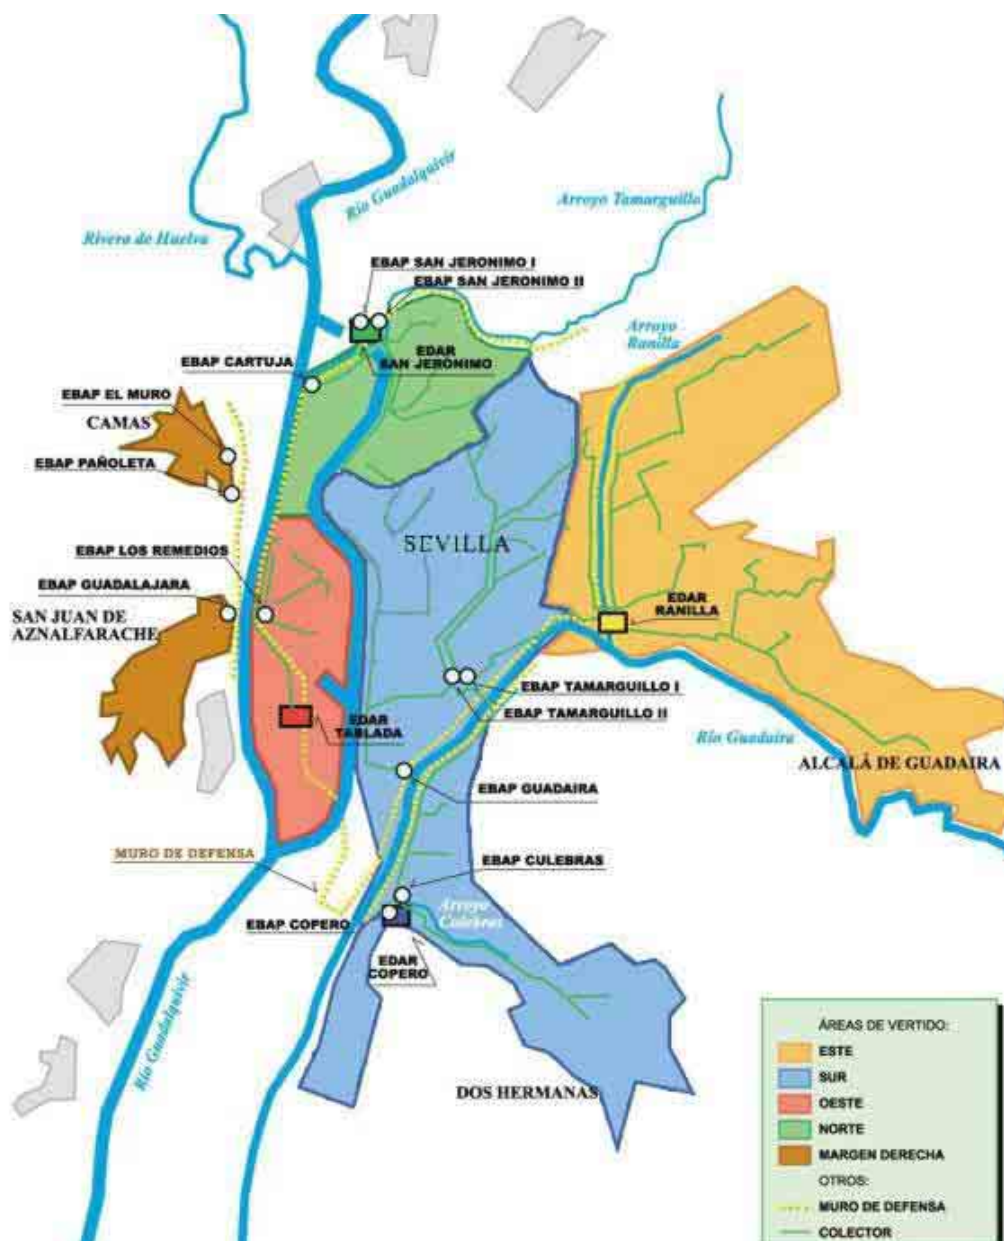 Río Guadalquivir
Arroyo Tamarguillo
Rivera de Huelva
EBAP SAN JERONIMO I
EBAP SAN JERONIMO II
Arroyo
Ranilla
EDAR
SAN JERÓNIMO
EBAP CARTUJA
EBAP EL MURO
CAMAS
EBAP PAÑOLETA
SEVILLA
EBAP LOS REMEDIOS
EBAP GUADALAJARA
EDAR
RANILLA
SAN JUAN DE
AZNALFARACHE
EBAP TAMARGUILLO I
EBAP TAMARGUILLO II
EDAR
TABLADA
Río Guadaira
ALCALÁ DE GUADAIRA
EBAP GUADAÍRA
MURO DE DEFENSA
EBAP CULEBRAS
Arroyo
Culebras
EBAP COPERO
EDAR
COPERO
Río Guadalquivir
DOS HERMANAS
ÁREAS DE VERTIDO:
ESTE
SUR
OESTE
NORTE
MARGEN DERECHA
OTROS:
MURO DE DEFENSA
COLECTOR